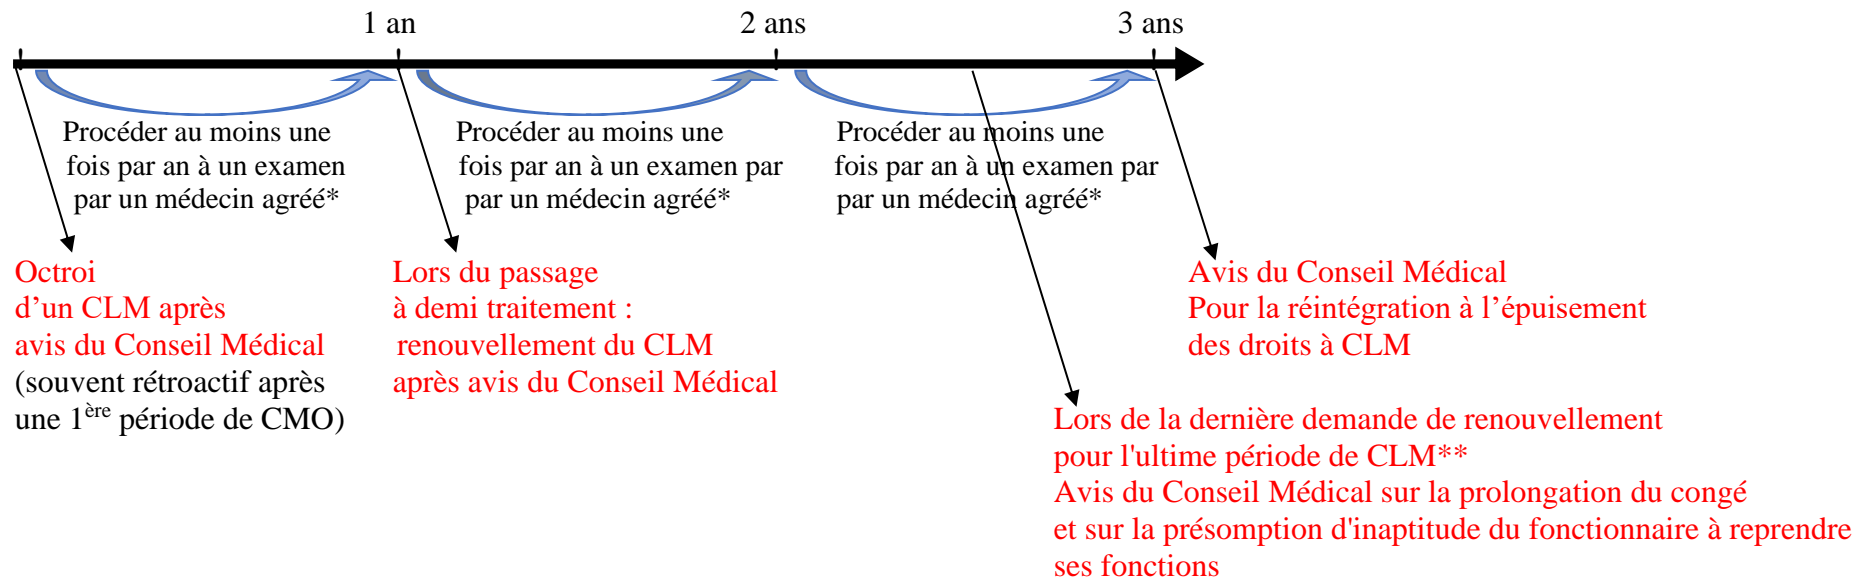 1 an
2 ans
3 ans
Procéder au moins une
fois par an à un examen
par un médecin agréé*
Procéder au moins une
fois par an à un examen par
par un médecin agréé*
Procéder au moins une
fois par an à un examen par
par un médecin agréé*
Octroi
d’un CLM après
avis du Conseil Médical
(souvent rétroactif après
une 1ère période de CMO)
Lors du passage
à demi traitement :
renouvellement du CLM
après avis du Conseil Médical
Avis du Conseil Médical
Pour la réintégration à l’épuisement
des droits à CLM
Lors de la dernière demande de renouvellement
pour l'ultime période de CLM**
Avis du Conseil Médical sur la prolongation du congé
et sur la présomption d'inaptitude du fonctionnaire à reprendre
ses fonctions